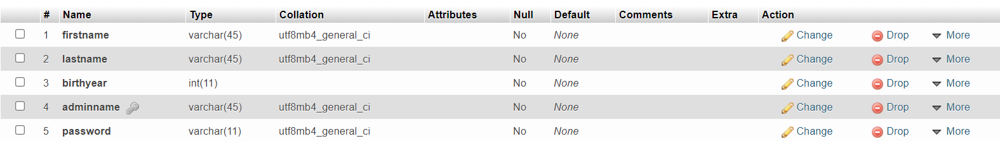 # Name Type Collation Attributes Null Default Comments Extra Action
1 firstname varchar(45) utf8mb4_general_ci No None Change Drop More
2 lastname varchar(45) utf8mb4_general_ci No None Change Drop More
3 birthyear int(11) No None Change Drop More
4 adminname varchar(45) utf8mb4_general_ci No None Change Drop More
5 password varchar(11) utf8mb4_general_ci No None Change Drop More